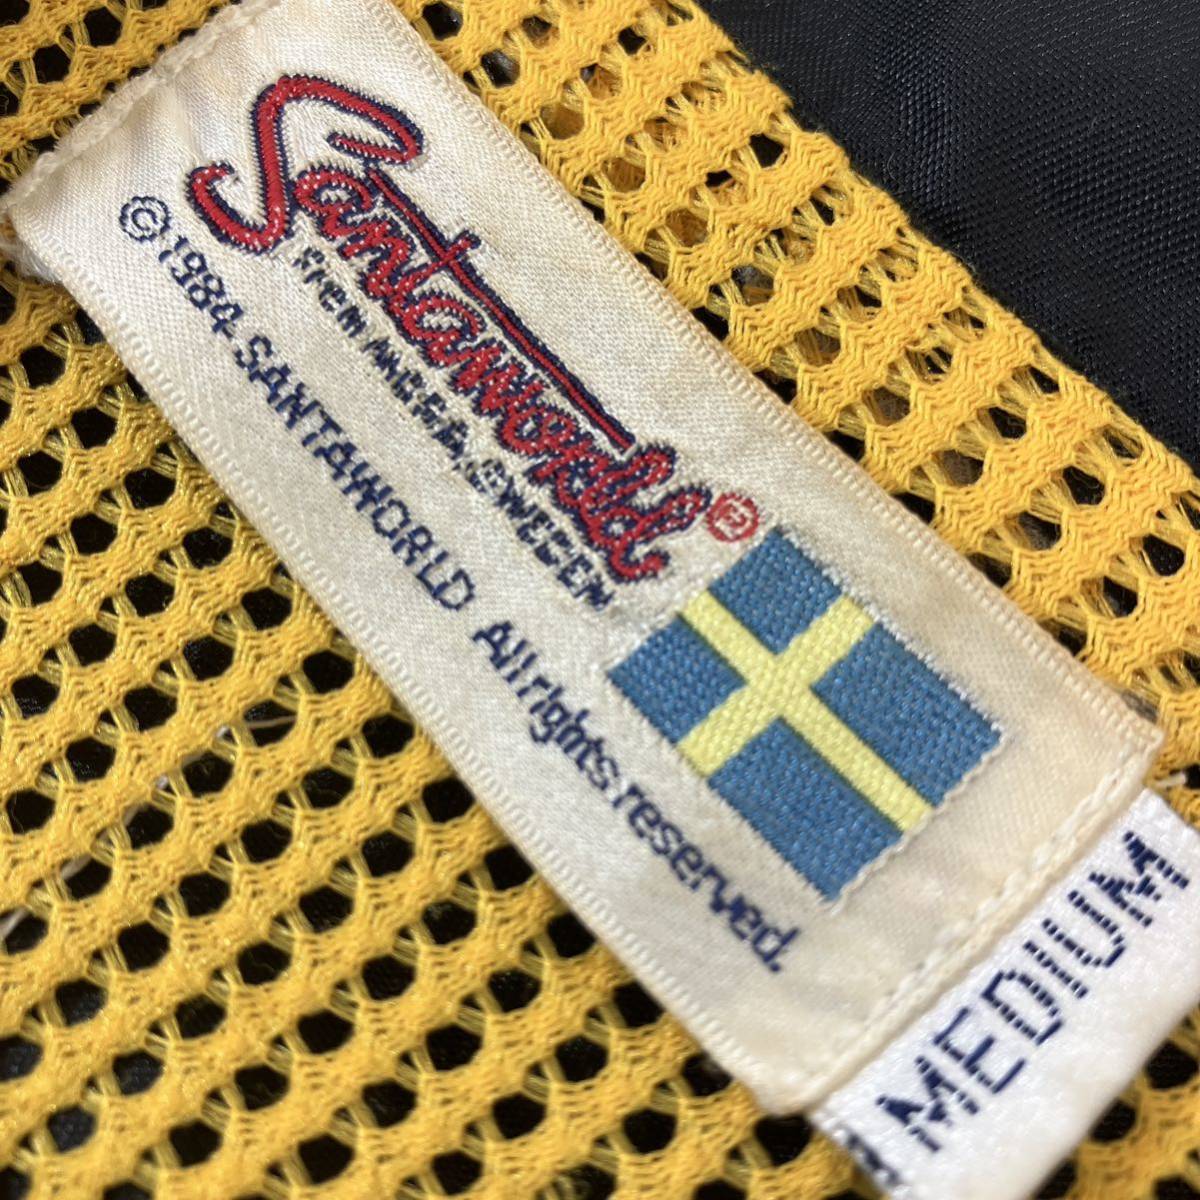 Santaworld®
FROM MORA, SWEDEN
©1984 SANTAWORLD All rights reserved.
MEDIUM